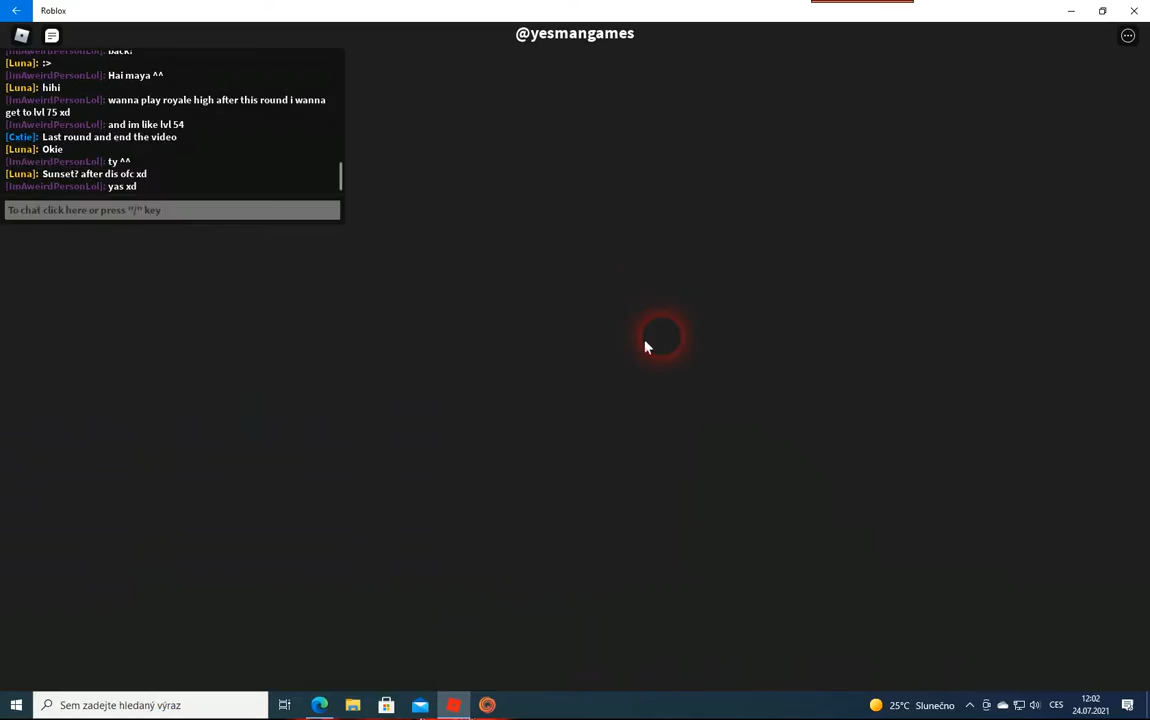 Roblox
@yesmangames
[ImAweirdPersonLol]: back!
[Luna]: :>
[ImAweirdPersonLol]: Hai maya ^^
[Luna]: hihi
[ImAweirdPersonLol]: wanna play royale high after this round i wanna
get to lvl 75 xd
[ImAweirdPersonLol]: and im like lvl 54
[Cxtie]: Last round and end the video
[Luna]: Okie
[ImAweirdPersonLol]: ty ^^
[Luna]: Sunset? after dis ofc xd
[ImAweirdPersonLol]: yas xd
To chat click here or press "/" key
Sem zadejte hledaný výraz
25°C Slunečno
CES
12:02
24.07.2021